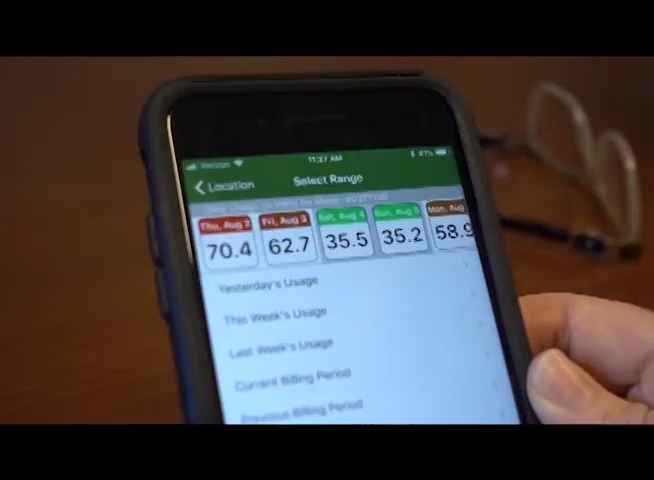 Verizon 11:27 AM 81%
Location Select Range
Thu, Aug 2 Fri, Aug 3 Sat, Aug 4 Sun, Aug 5 Mon, Aug
70.4 62.7 35.5 35.2 58.9
Yesterday's Usage
This Week's Usage
Last Week's Usage
Current Billing Period
Previous Billing Period